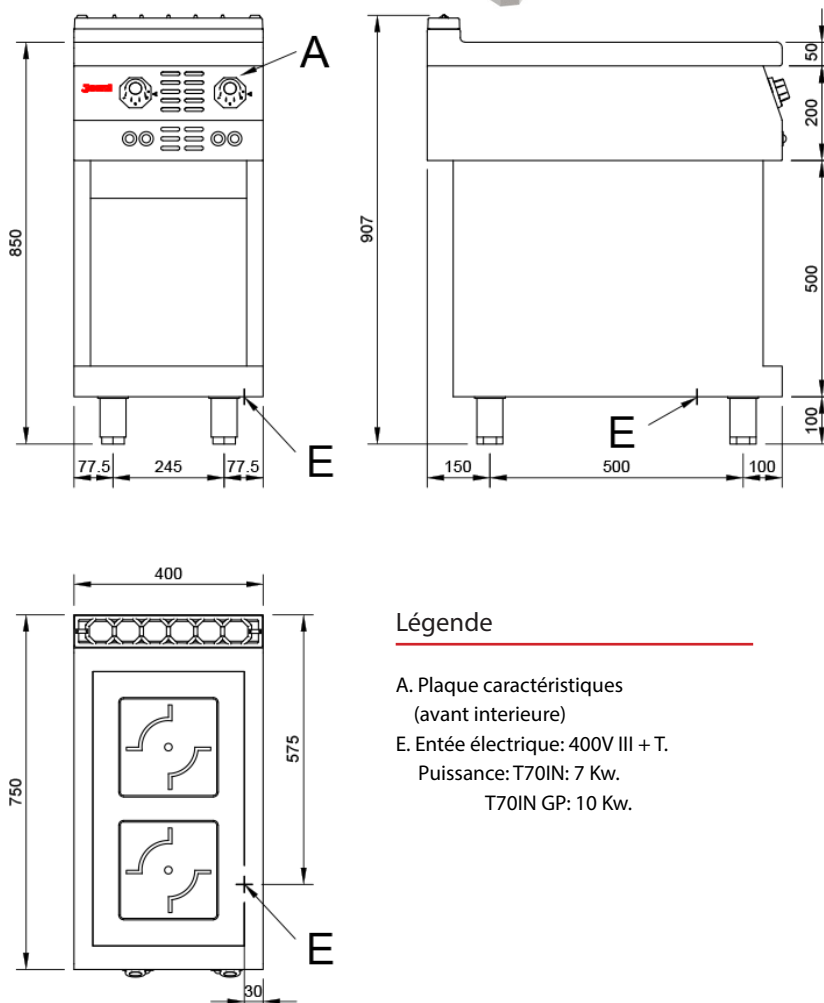 A
850
E
77.5 245 77.5
907
50
200
500
100
E
150 500 100
400
750
575
E
30
Légende
A. Plaque caractéristiques
(avant interieure)
E. Entée électrique: 400V III + T.
Puissance: T70IN: 7 Kw.
T70IN GP: 10 Kw.